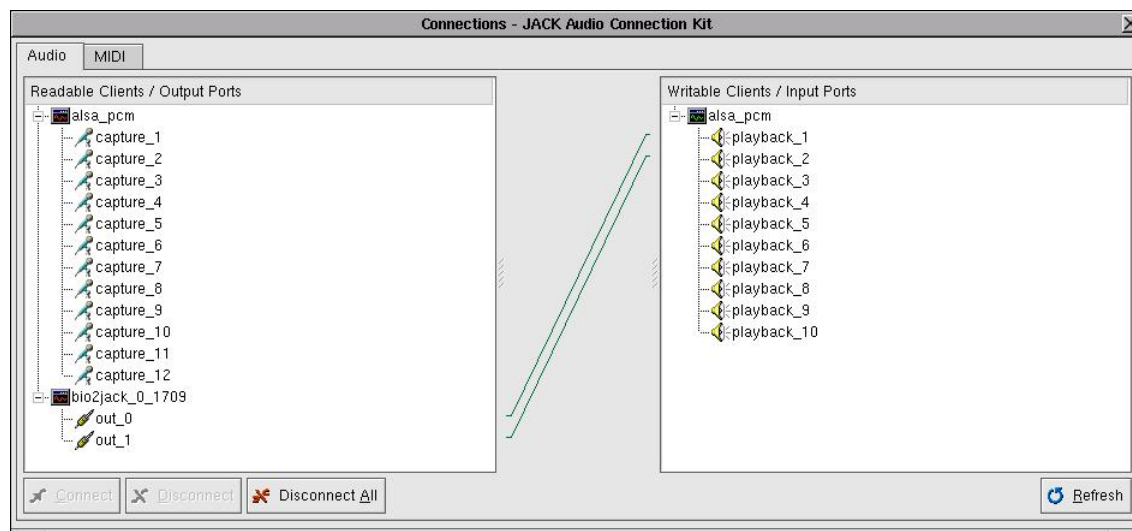 Connections - JACK Audio Connection Kit
Audio MIDI
Readable Clients / Output Ports
alsa_pcm
capture_1
capture_2
capture_3
capture_4
capture_5
capture_6
capture_7
capture_8
capture_9
capture_10
capture_11
capture_12
bio2jack_0_1709
out_0
out_1
Writable Clients / Input Ports
alsa_pcm
playback_1
playback_2
playback_3
playback_4
playback_5
playback_6
playback_7
playback_8
playback_9
playback_10
Connect Disconnect Disconnect All Refresh